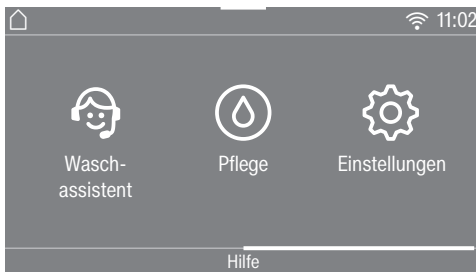 11:02
Wasch-
assistent
Pflege
Einstellungen
Hilfe